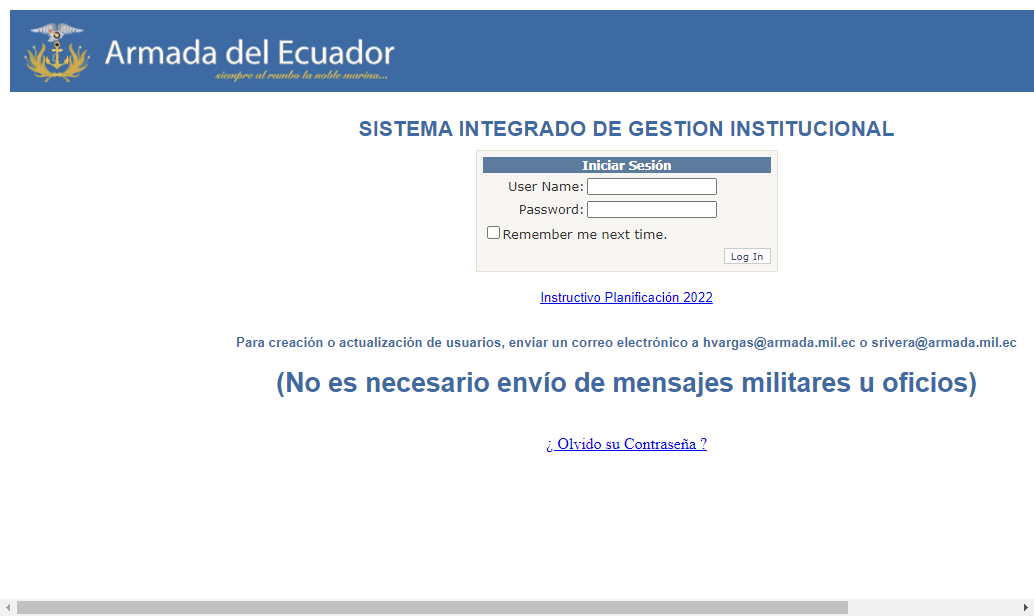 Armada del Ecuador
siempre al rumbo la noble marina...
SISTEMA INTEGRADO DE GESTION INSTITUCIONAL
Iniciar Sesión
User Name:
Password:
Remember me next time.
Log In
Instructivo Planificación 2022
Para creación o actualización de usuarios, enviar un correo electrónico a hvargas@armada.mil.ec o srivera@armada.mil.ec
(No es necesario envío de mensajes militares u oficios)
¿ Olvido su Contraseña ?